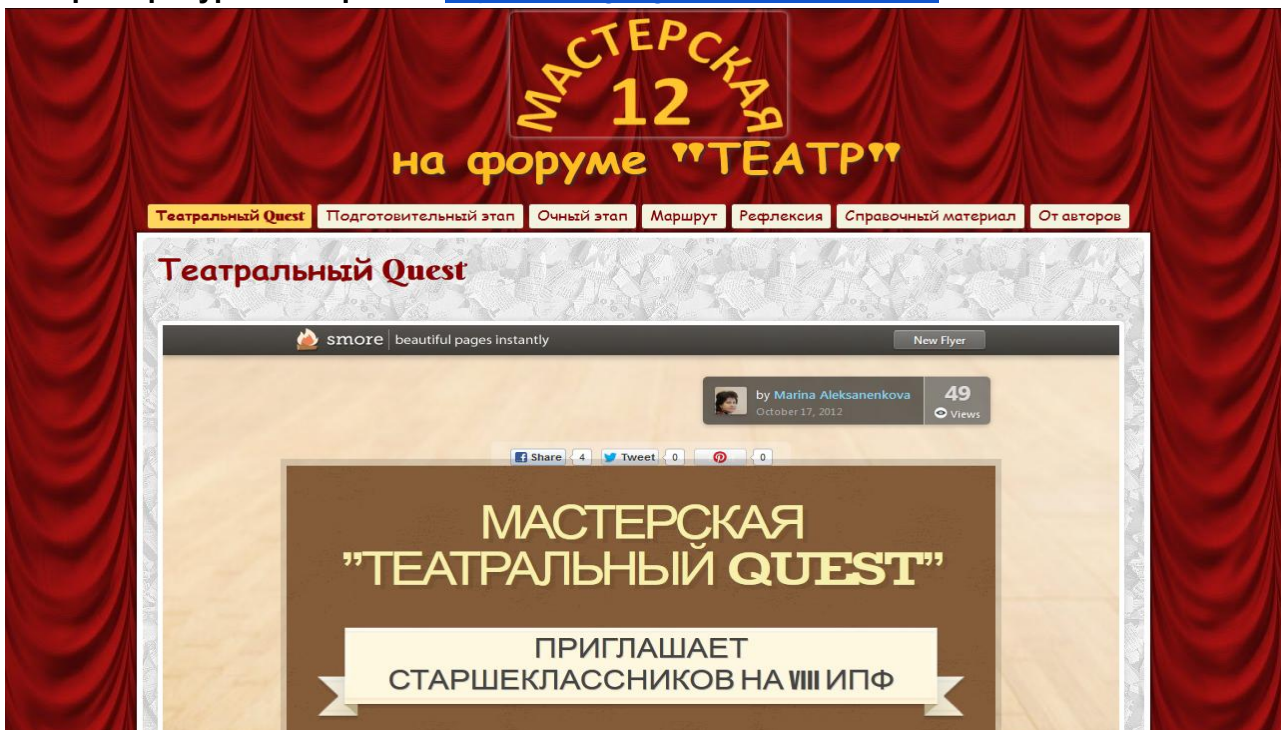 МАСТЕРСКАЯ
12
на форуме "ТЕАТР"
Театральный Quest Подготовительный этап Очный этап Маршрут Рефлексия Справочный материал От авторов
Театральный Quest
smore beautiful pages instantly New Flyer
by Marina Aleksanenkova 49
October 17, 2012 Views
Share 4 Tweet 0 0
МАСТЕРСКАЯ
"ТЕАТРАЛЬНЫЙ QUEST"
ПРИГЛАШАЕТ
СТАРШЕКЛАССНИКОВ НА VIII ИПФ